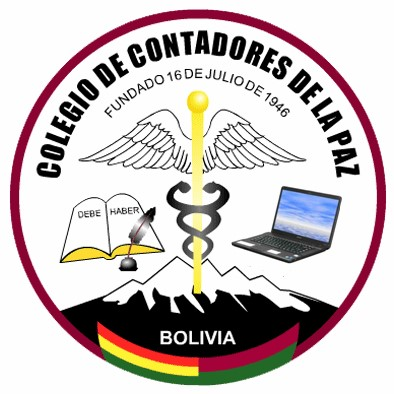 COLEGIO DE CONTADORES DE LA PAZ
FUNDADO 16 DE JULIO DE 1946
DEBE HABER
BOLIVIA